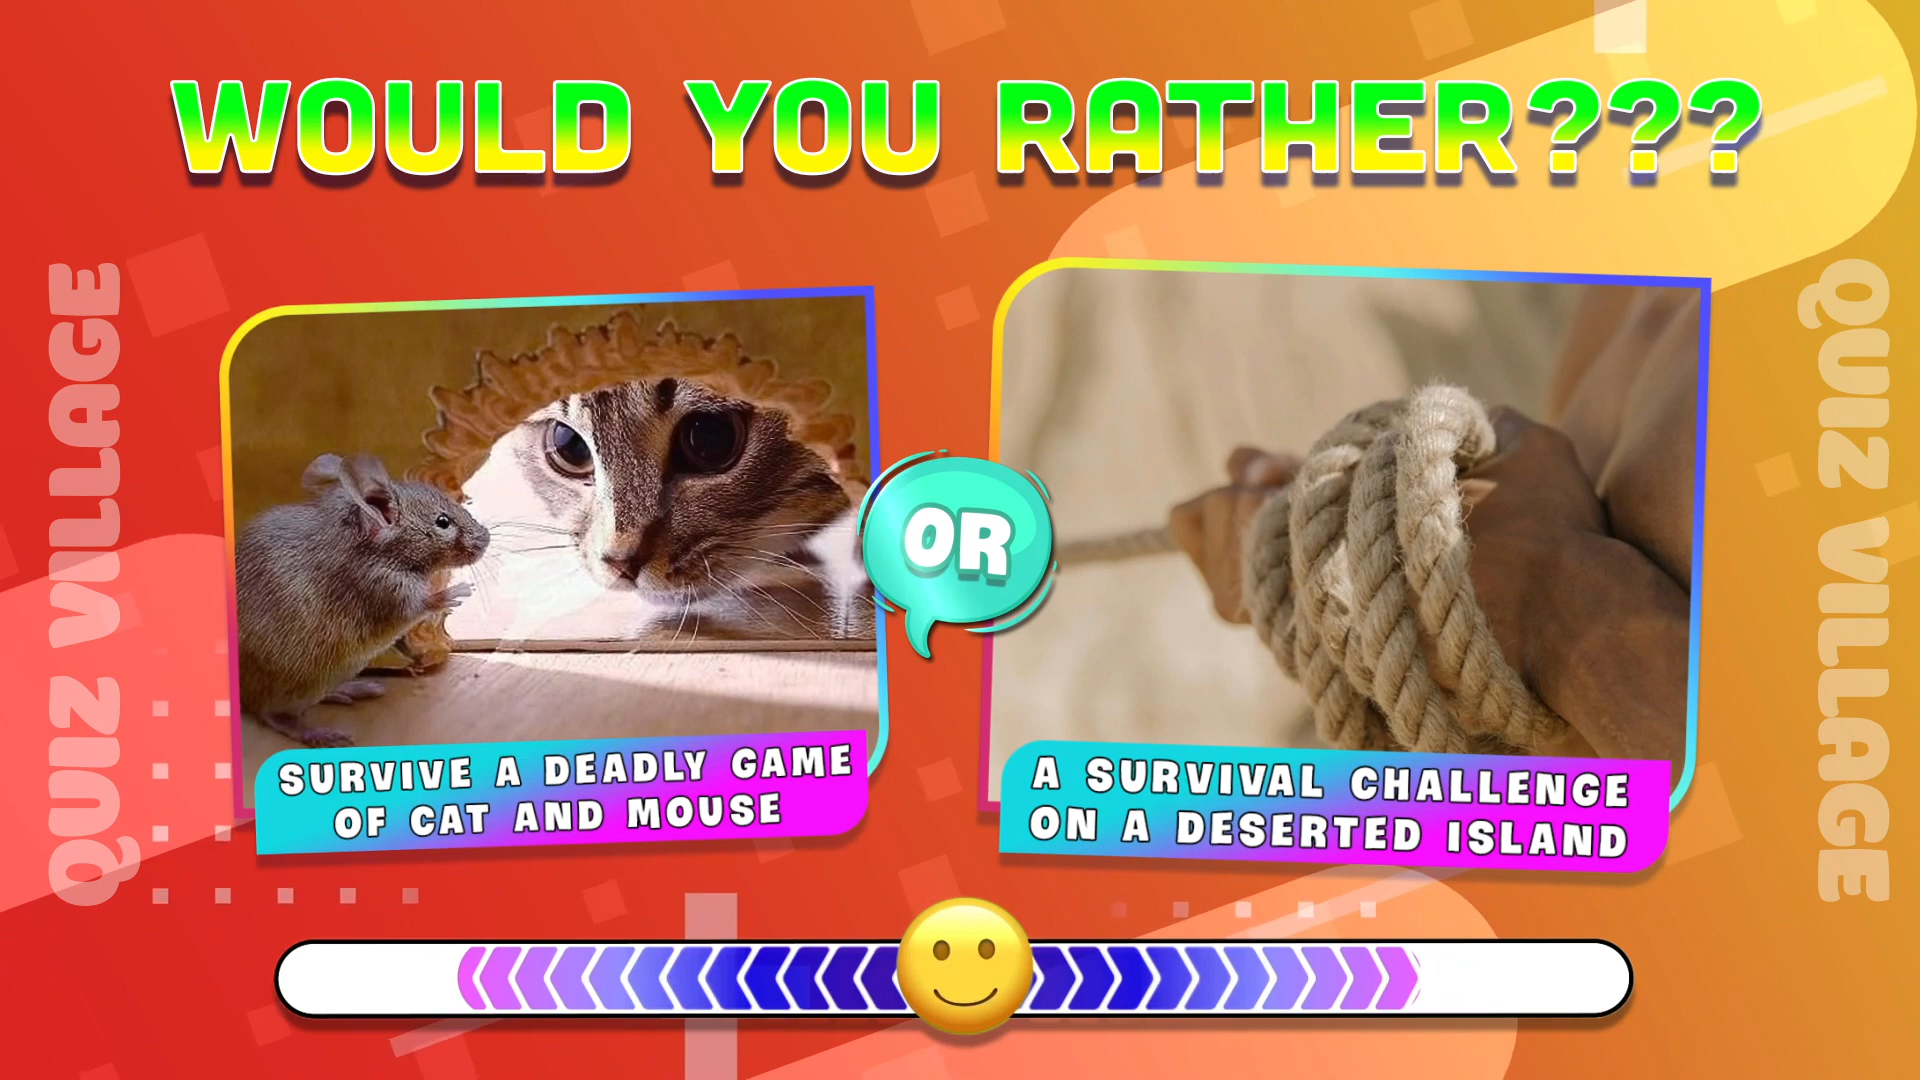 WOULD YOU RATHER???
QUIZ VILLAGE
QUIZ VILLAGE
OR
SURVIVE A DEADLY GAME
OF CAT AND MOUSE
A SURVIVAL CHALLENGE
ON A DESERTED ISLAND